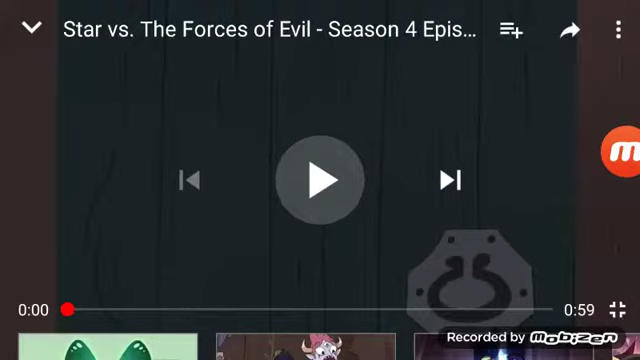 Star vs. The Forces of Evil - Season 4 Epis...
m
0:00
0:59
Recorded by Mobizen